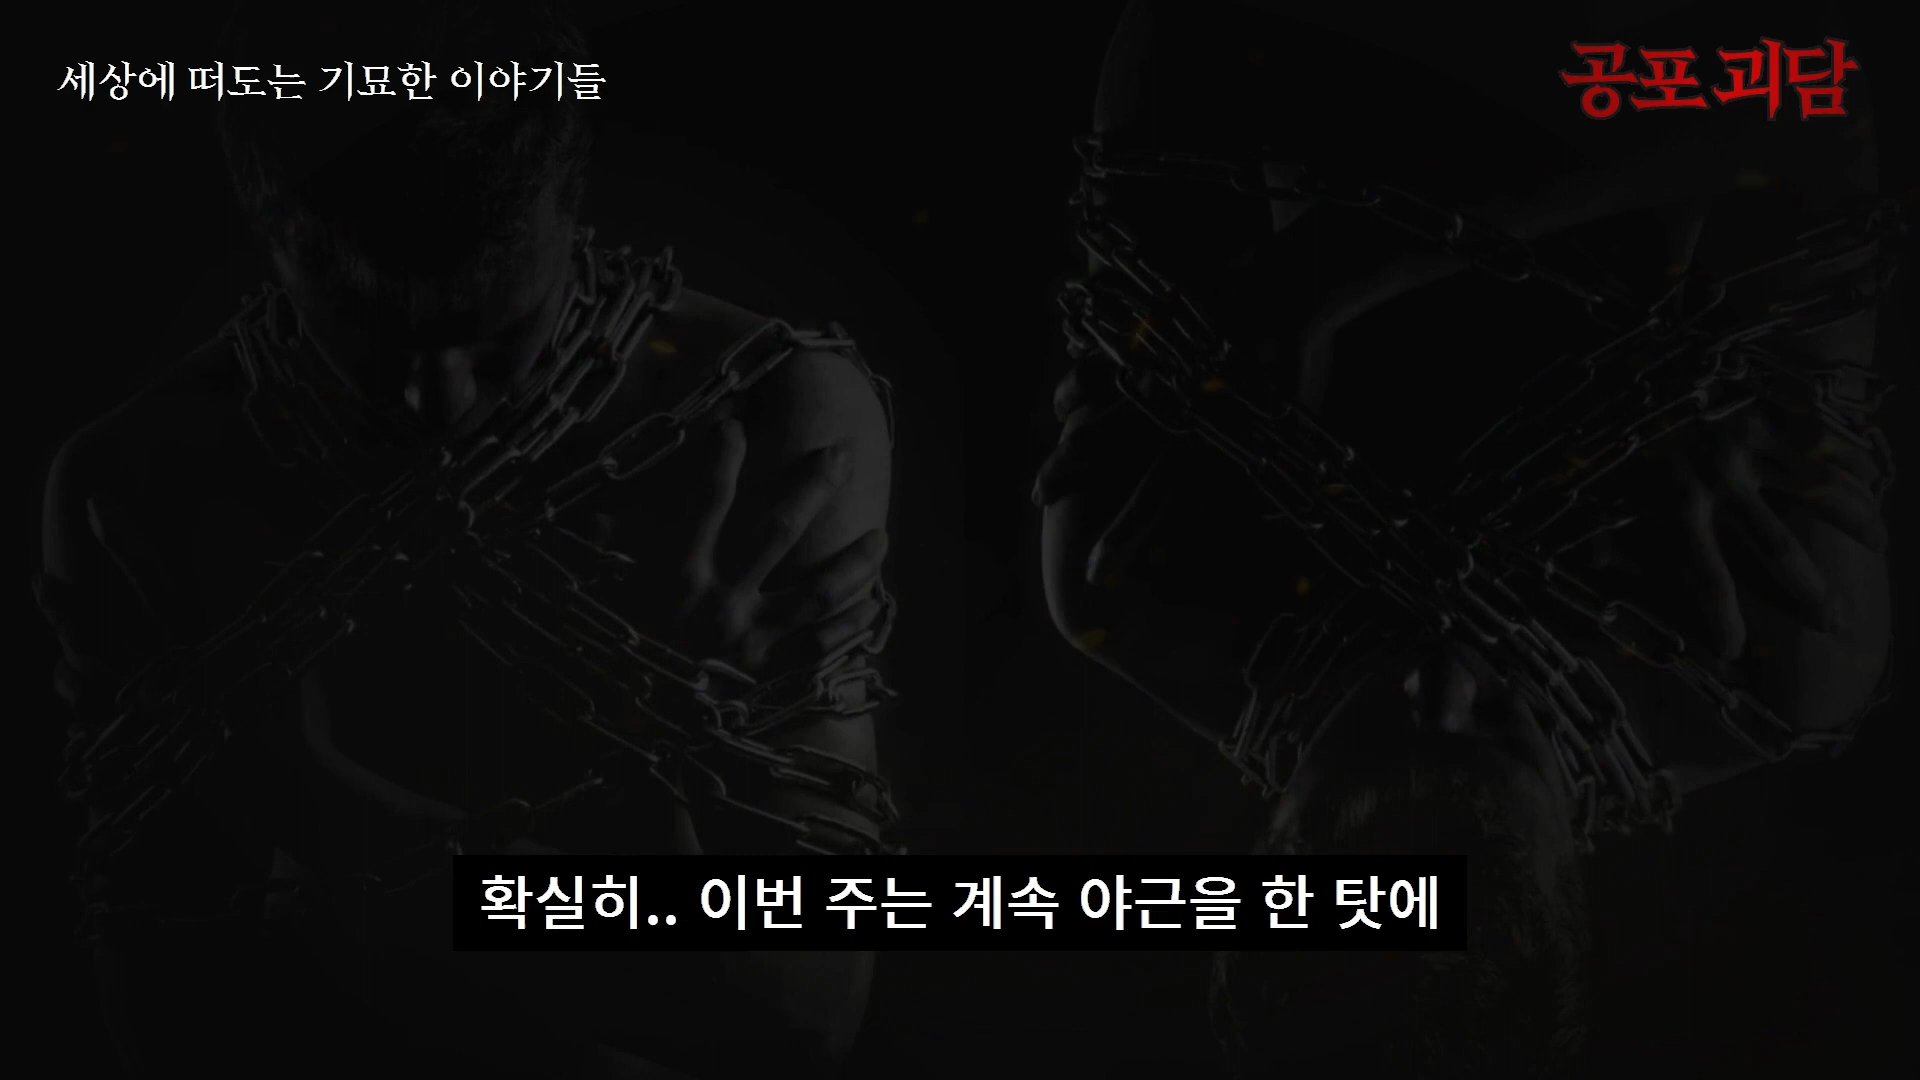 세상에 떠도는 기묘한 이야기들
공포 괴담
확실히.. 이번 주는 계속 야근을 한 탓에